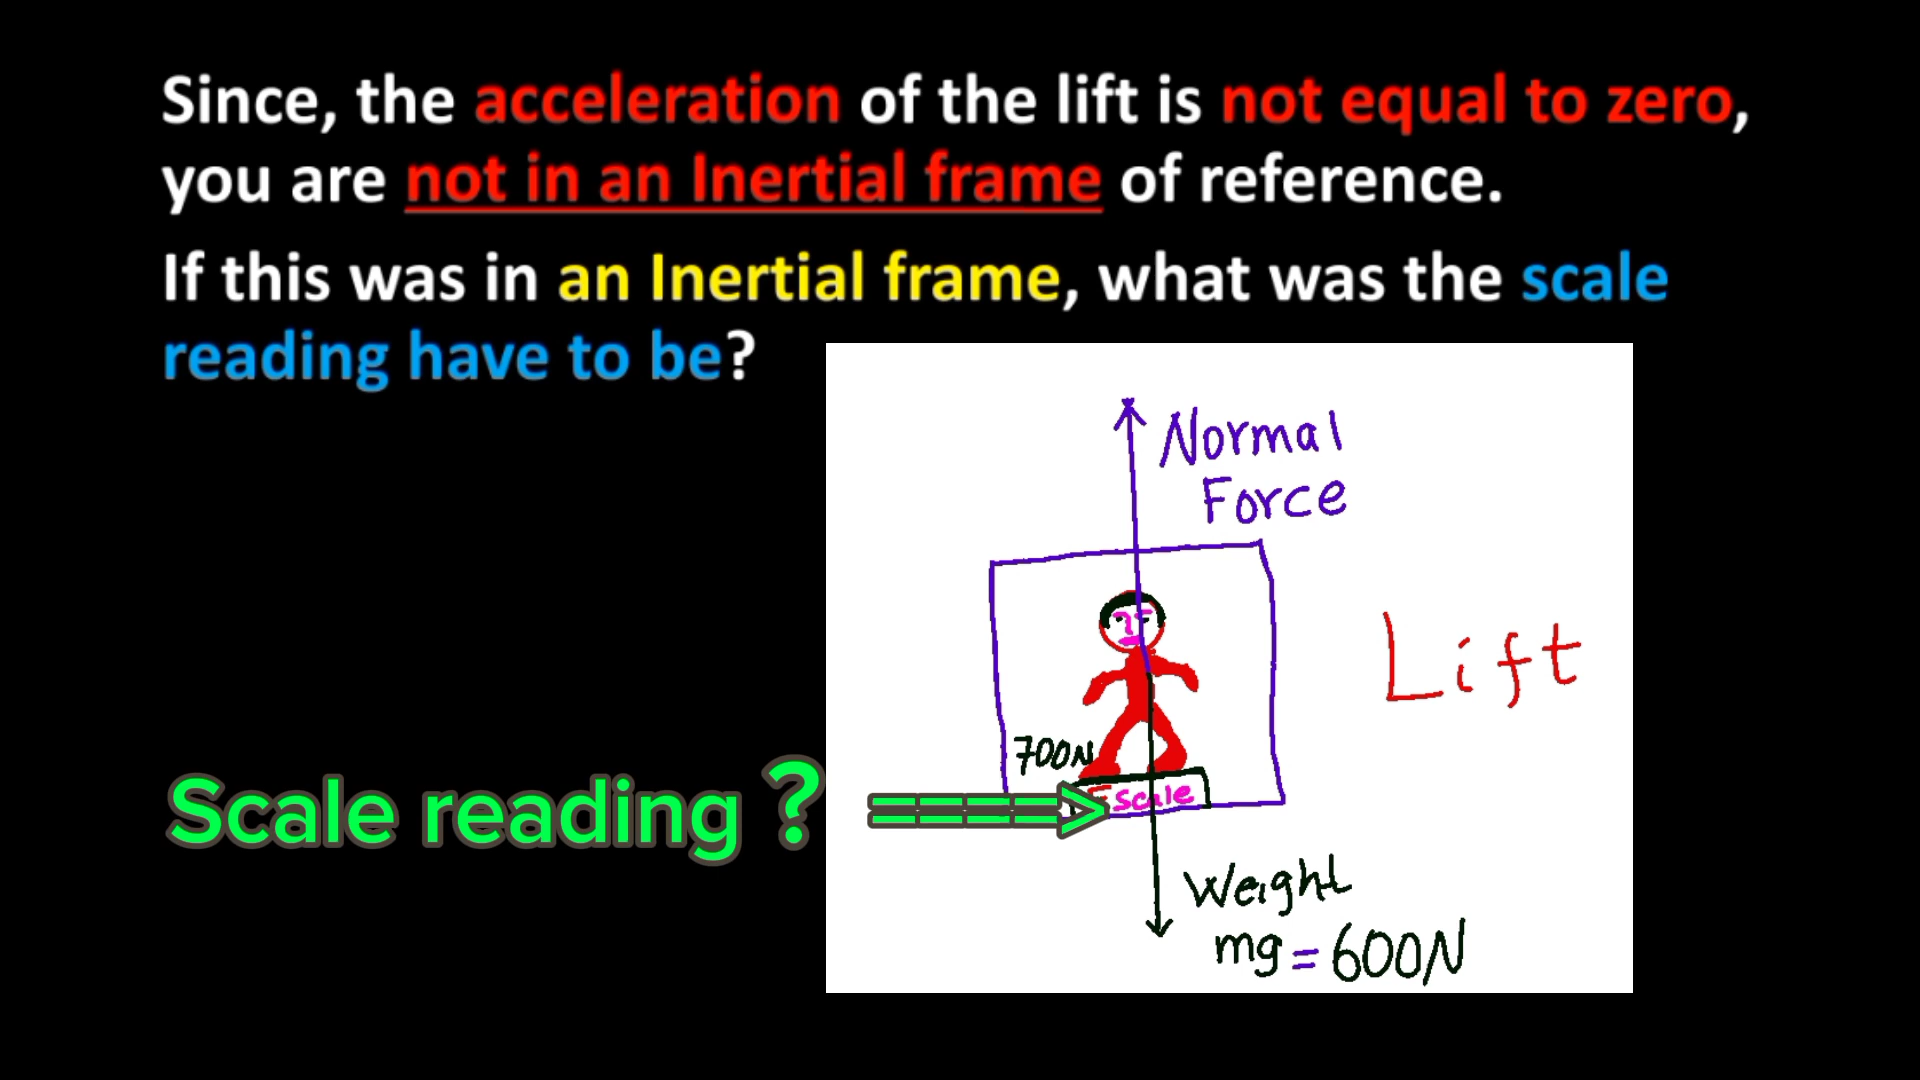 Since, the acceleration of the lift is not equal to zero,
you are not in an Inertial frame of reference.
If this was in an Inertial frame, what was the scale
reading have to be?
Normal
Force
Lift
700N
Scale reading ?
Scale
Weight
mg = 600N